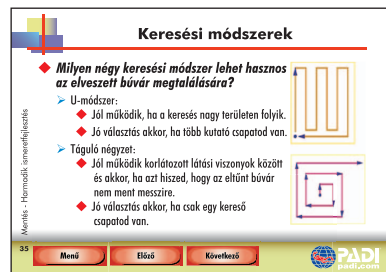 Keresési módszerek
Milyen négy keresési módszer lehet hasznos
az elveszett búvár megtalálására?
U-módszer:
Jól működik, ha a keresés nagy területen folyik.
Jó választás akkor, ha több kutató csapatod van.
Táguló négyzet:
Jól működik korlátozott látási viszonyok között
és akkor, ha azt hiszed, hogy az eltűnt búvár
nem ment messzire.
Jó választás akkor, ha csak egy kereső
csapatod van.
Mentés - Harmadik ismeretfejlesztés
35
Menü
Előző
Következő
PADI
padi.com